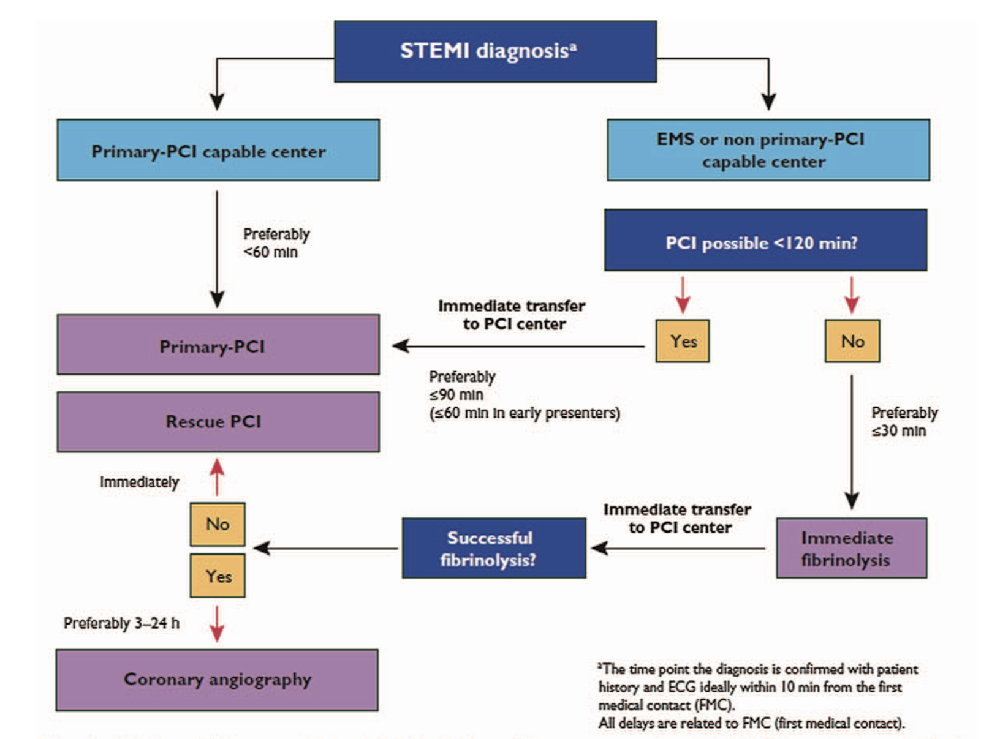 STEMI diagnosisª
Primary-PCI capable center
EMS or non primary-PCI
capable center
Preferably
<60 min
PCI possible <120 min?
Immediate transfer
to PCI center
Yes
No
Primary-PCI
Preferably
≤90 min
(≤60 min in early presenters)
Rescue PCI
Preferably
≤30 min
Immediately
No
Yes
Successful
fibrinolysis?
Immediate transfer
to PCI center
Immediate
fibrinolysis
Preferably 3–24 h
Coronary angiography
ªThe time point the diagnosis is confirmed with patient
history and ECG ideally within 10 min from the first
medical contact (FMC).
All delays are related to FMC (first medical contact).